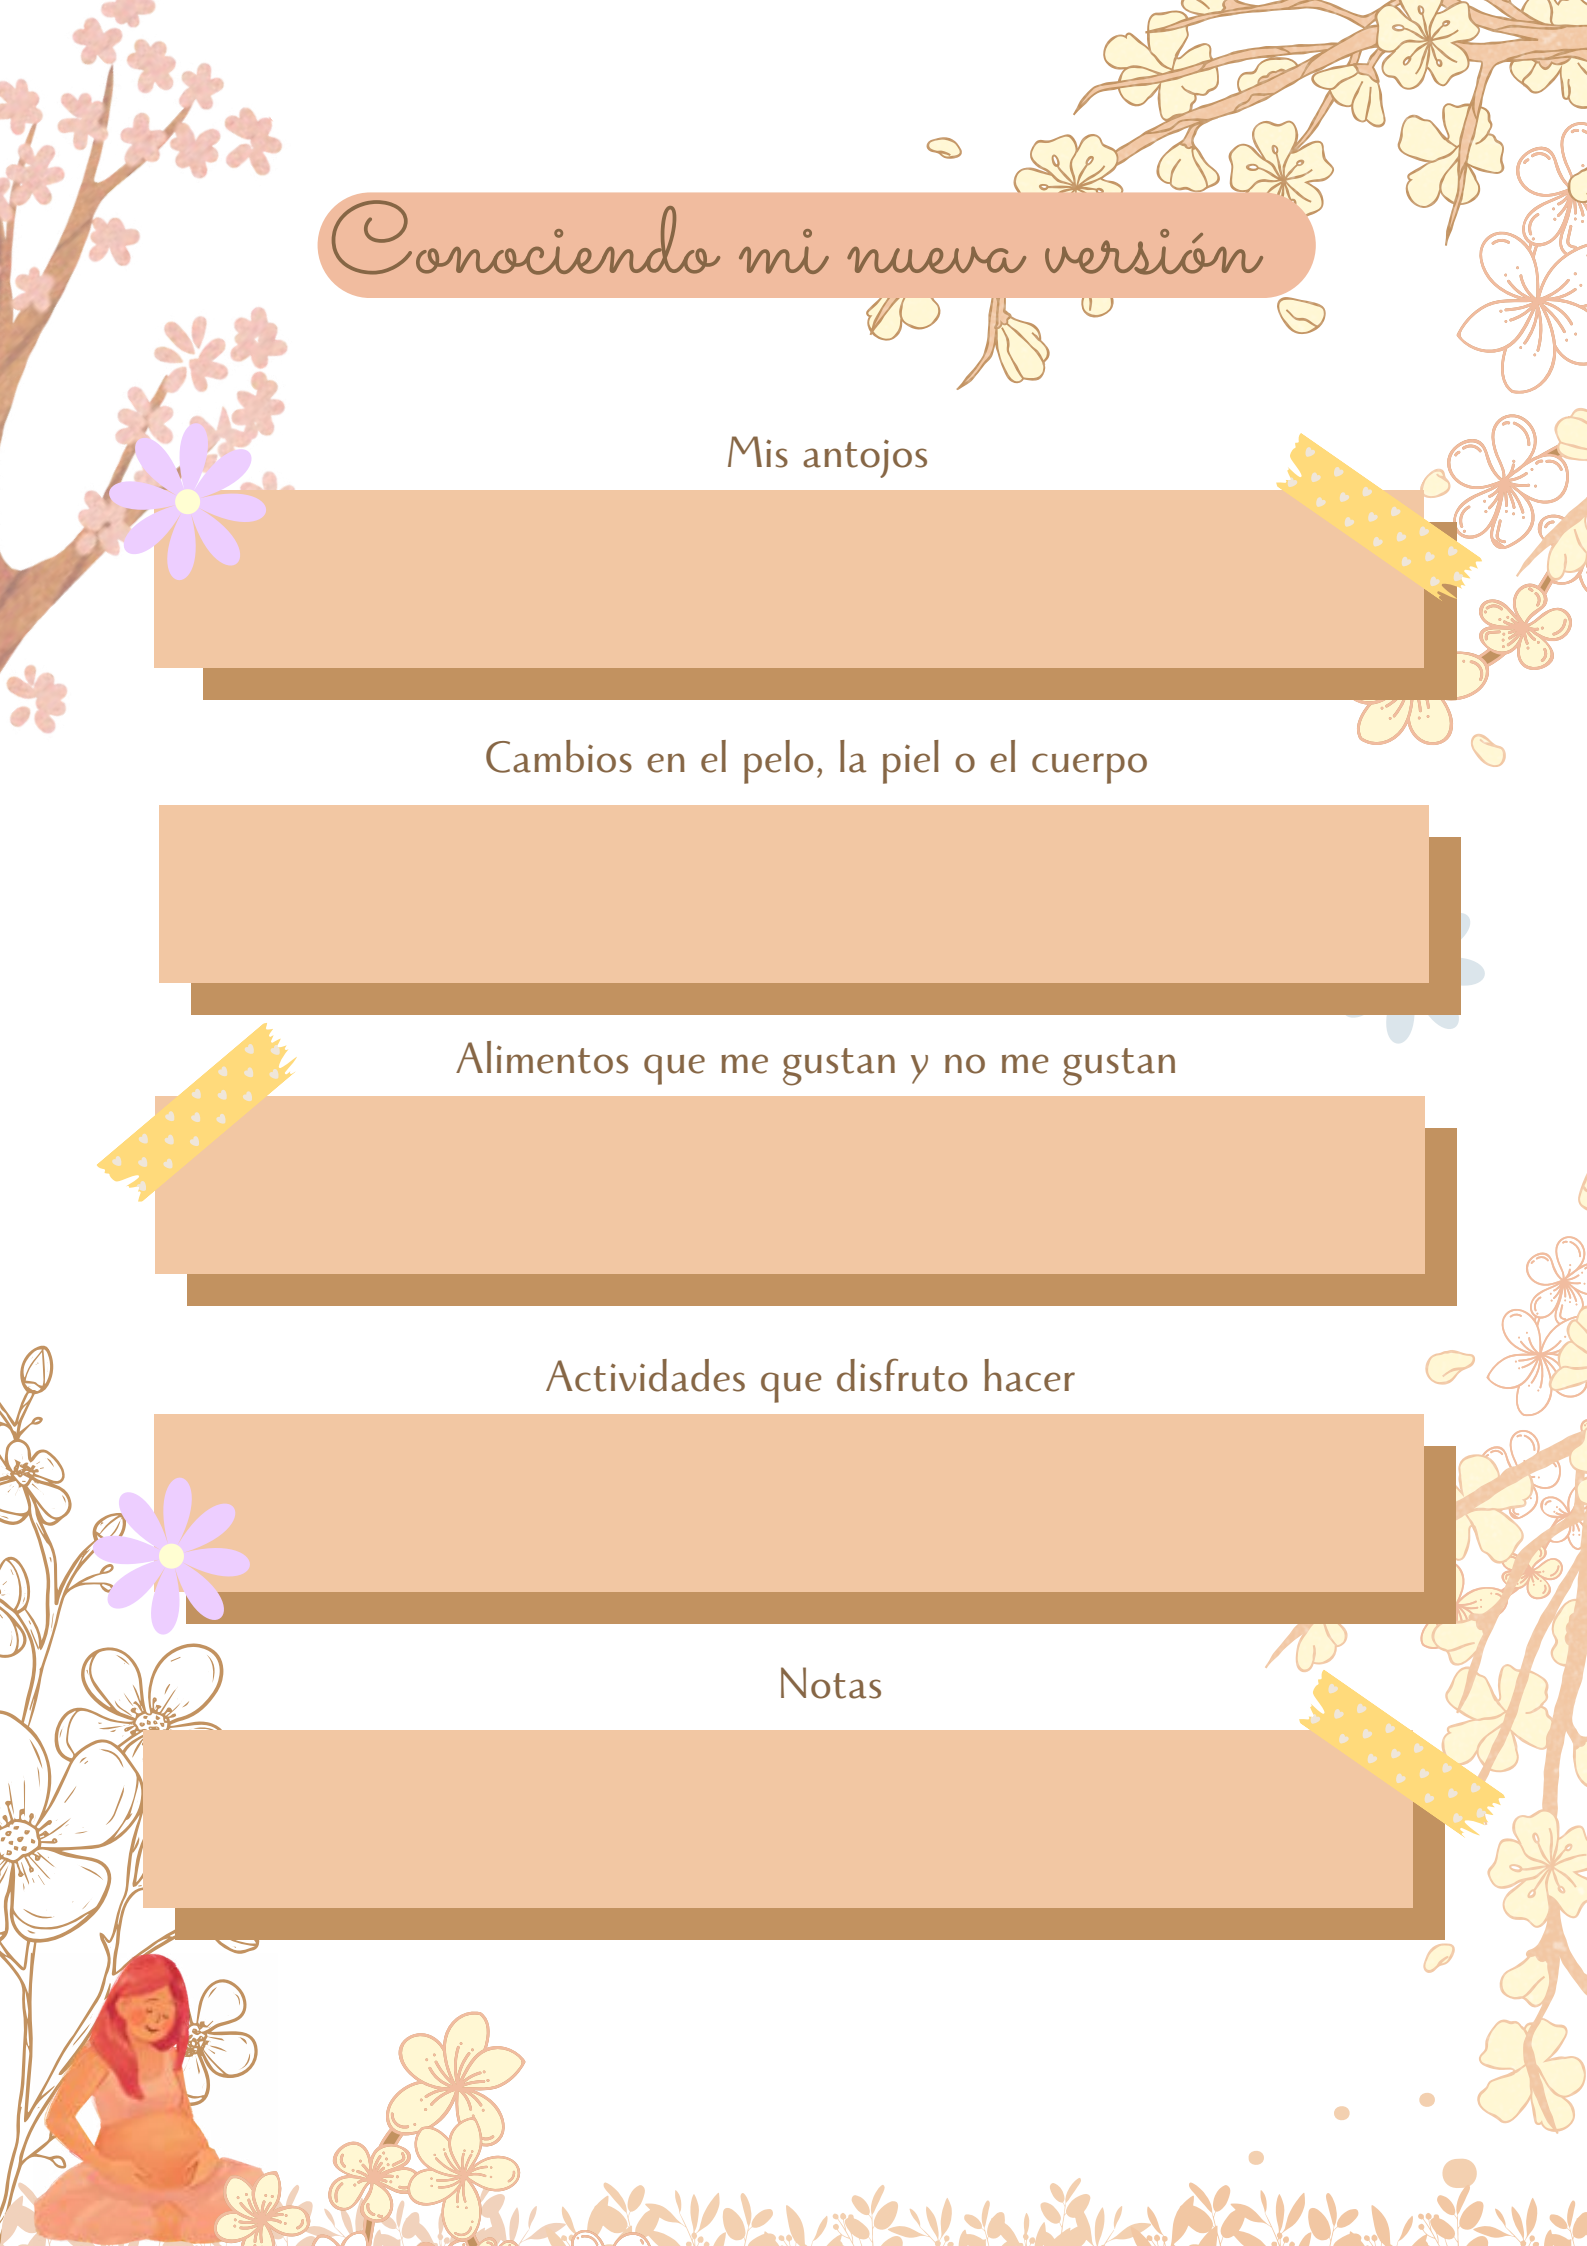 Conociendo mi nueva versión
Mis antojos
Cambios en el pelo, la piel o el cuerpo
Alimentos que me gustan y no me gustan
Actividades que disfruto hacer
Notas